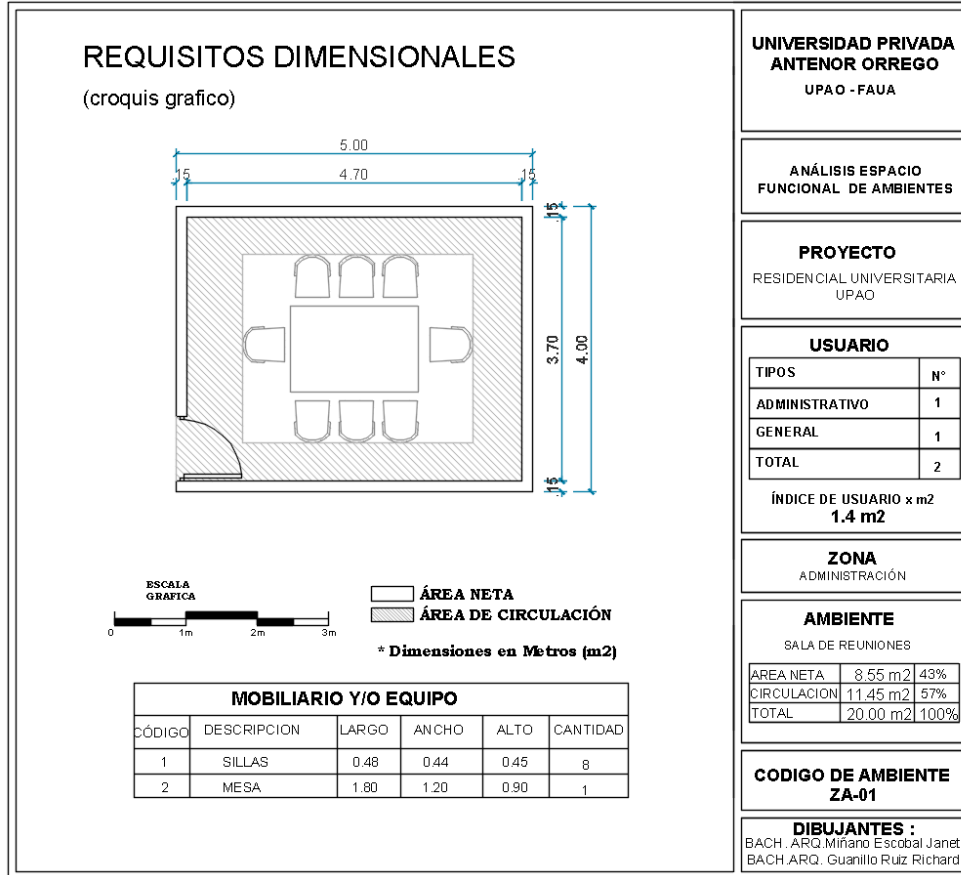 REQUISITOS DIMENSIONALES
(croquis grafico)
5.00
.15 4.70 .15
.15
3.70
4.00
.15
ESCALA
GRAFICA
0 1m 2m 3m
ÁREA NETA
ÁREA DE CIRCULACIÓN
* Dimensiones en Metros (m2)
MOBILIARIO Y/O EQUIPO
CÓDIGO DESCRIPCION LARGO ANCHO ALTO CANTIDAD
1 SILLAS 0.48 0.44 0.45 8
2 MESA 1.80 1.20 0.90 1
UNIVERSIDAD PRIVADA
ANTENOR ORREGO
UPAO - FAUA
ANÁLISIS ESPACIO
FUNCIONAL DE AMBIENTES
PROYECTO
RESIDENCIAL UNIVERSITARIA
UPAO
USUARIO
TIPOS N°
ADMINISTRATIVO 1
GENERAL 1
TOTAL 2
ÍNDICE DE USUARIO x m2
1.4 m2
ZONA
ADMINISTRACIÓN
AMBIENTE
SALA DE REUNIONES
AREA NETA 8.55 m2 43%
CIRCULACION 11.45 m2 57%
TOTAL 20.00 m2 100%
CODIGO DE AMBIENTE
ZA-01
DIBUJANTES :
BACH. ARQ.Miñano Escobal Janet
BACH.ARQ. Guanillo Ruiz Richard